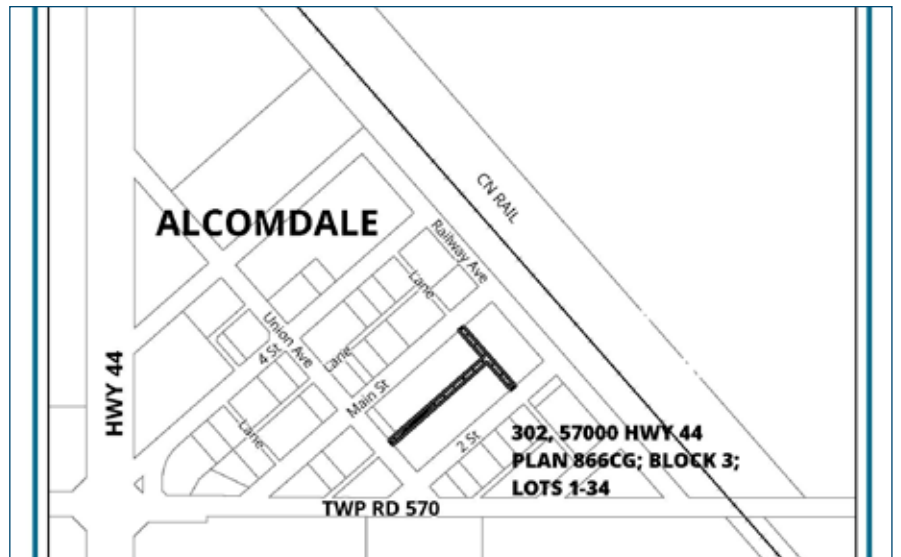 CN RAIL
ALCOMDALE
Railway Ave
Lane
Union Ave
4 St
Lane
HWY 44
Main St
Lane
2 St
302, 57000 HWY 44
PLAN 866CG; BLOCK 3;
LOTS 1-34
TWP RD 570